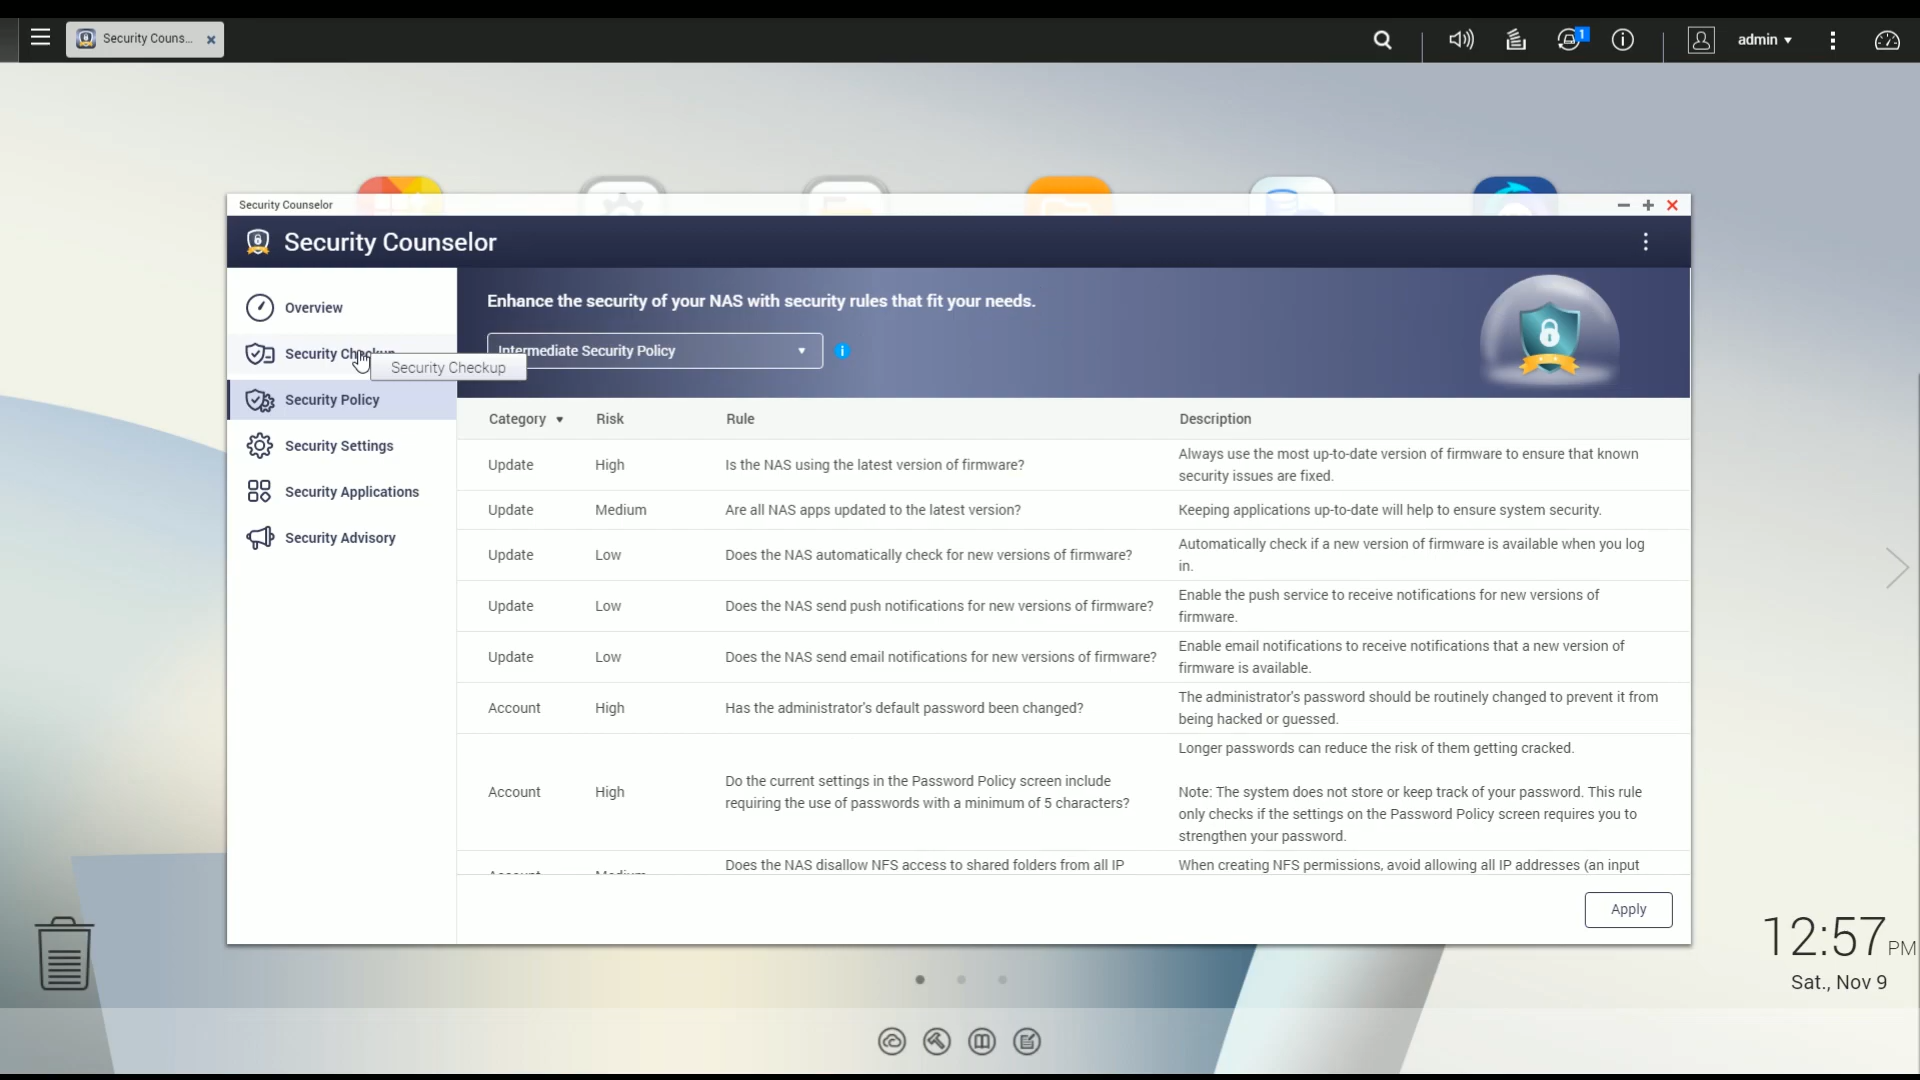 Security Couns...
1
admin
Security Counselor
Security Counselor
Overview
Security Checkup
Security Policy
Security Settings
Security Applications
Security Advisory
Enhance the security of your NAS with security rules that fit your needs.
Intermediate Security Policy
Security Checkup
Category Risk Rule Description
Update High Is the NAS using the latest version of firmware? Always use the most up-to-date version of firmware to ensure that known
security issues are fixed.
Update Medium Are all NAS apps updated to the latest version? Keeping applications up-to-date will help to ensure system security.
Update Low Does the NAS automatically check for new versions of firmware? Automatically check if a new version of firmware is available when you log
in.
Update Low Does the NAS send push notifications for new versions of firmware? Enable the push service to receive notifications for new versions of
firmware.
Update Low Does the NAS send email notifications for new versions of firmware? Enable email notifications to receive notifications that a new version of
firmware is available.
Account High Has the administrator's default password been changed? The administrator's password should be routinely changed to prevent it from
being hacked or guessed.
Account High Do the current settings in the Password Policy screen include
requiring the use of passwords with a minimum of 5 characters?
Longer passwords can reduce the risk of them getting cracked.
Note: The system does not store or keep track of your password. This rule
only checks if the settings on the Password Policy screen requires you to
strengthen your password.
Account Medium Does the NAS disallow NFS access to shared folders from all IP When creating NFS permissions, avoid allowing all IP addresses (an input
Apply
12:57 PM
Sat., Nov 9